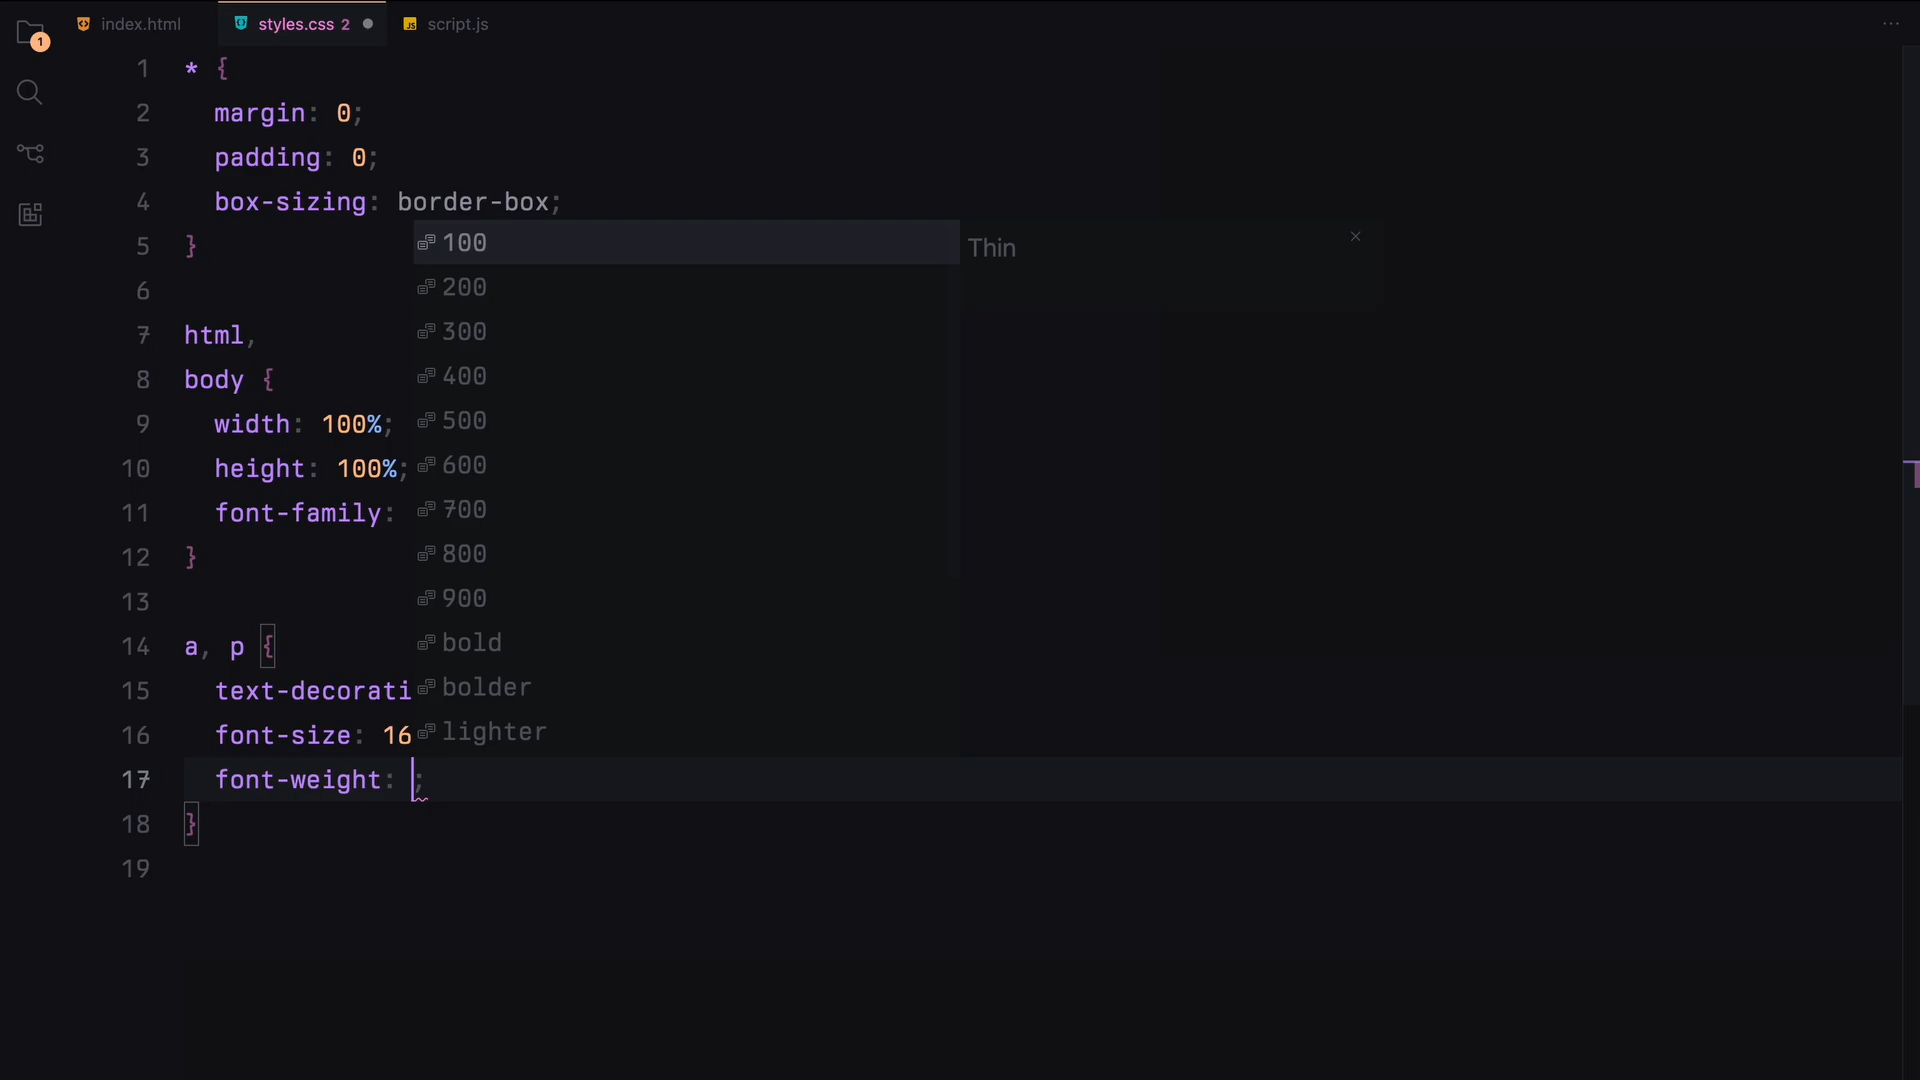 1
index.html
styles.css 2
script.js
...
1 * {
2 margin: 0;
3 padding: 0;
4 box-sizing: border-box;
5 }
6
7 html,
8 body {
9 width: 100%;
10 height: 100%;
11 font-family:
12 }
13
14 a, p {
15 text-decorati
16 font-size: 16
17 font-weight: ;
18 }
19
100 Thin
200
300
400
500
600
700
800
900
bold
bolder
lighter